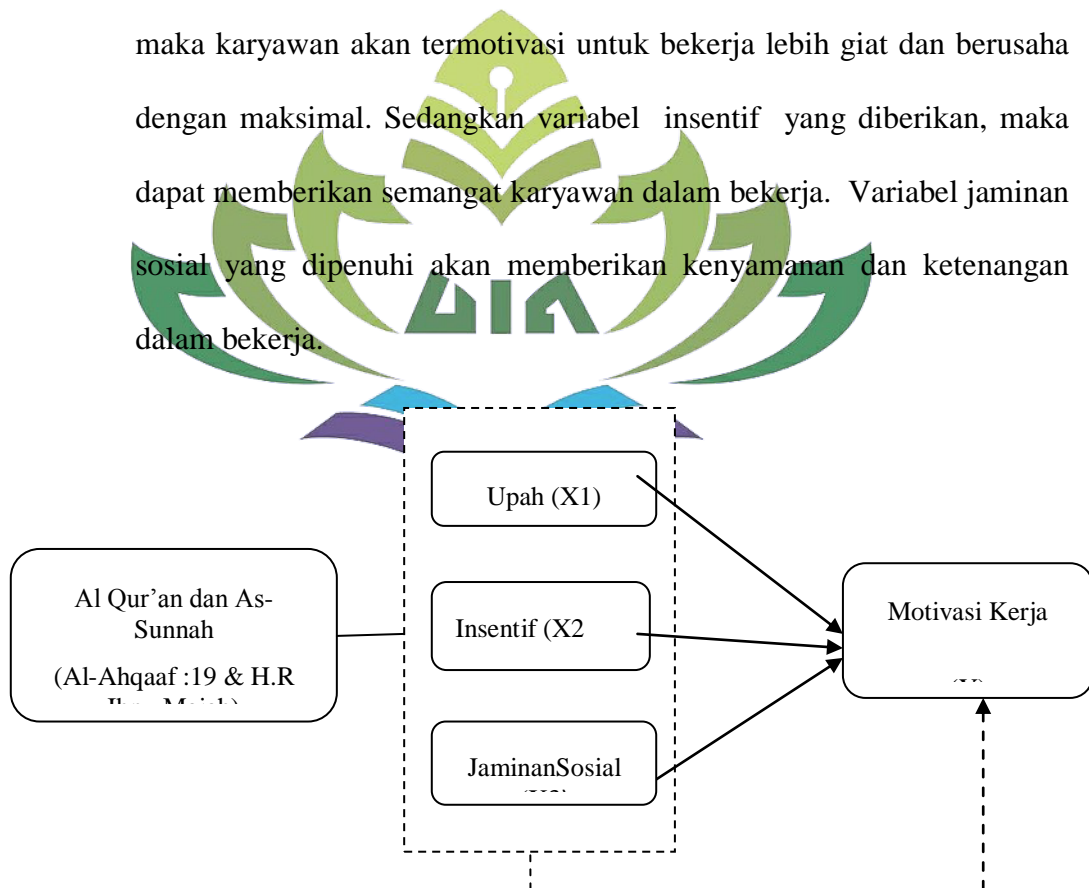 maka karyawan akan termotivasi untuk bekerja lebih giat dan berusaha
dengan maksimal. Sedangkan variabel insentif yang diberikan, maka
dapat memberikan semangat karyawan dalam bekerja. Variabel jaminan
sosial yang dipenuhi akan memberikan kenyamanan dan ketenangan
dalam bekerja.
UIN
Upah (X1)
Al Qur’an dan As-
Sunnah
(Al-Ahqaaf :19 & H.R
Insentif (X2
Motivasi Kerja
JaminanSosial